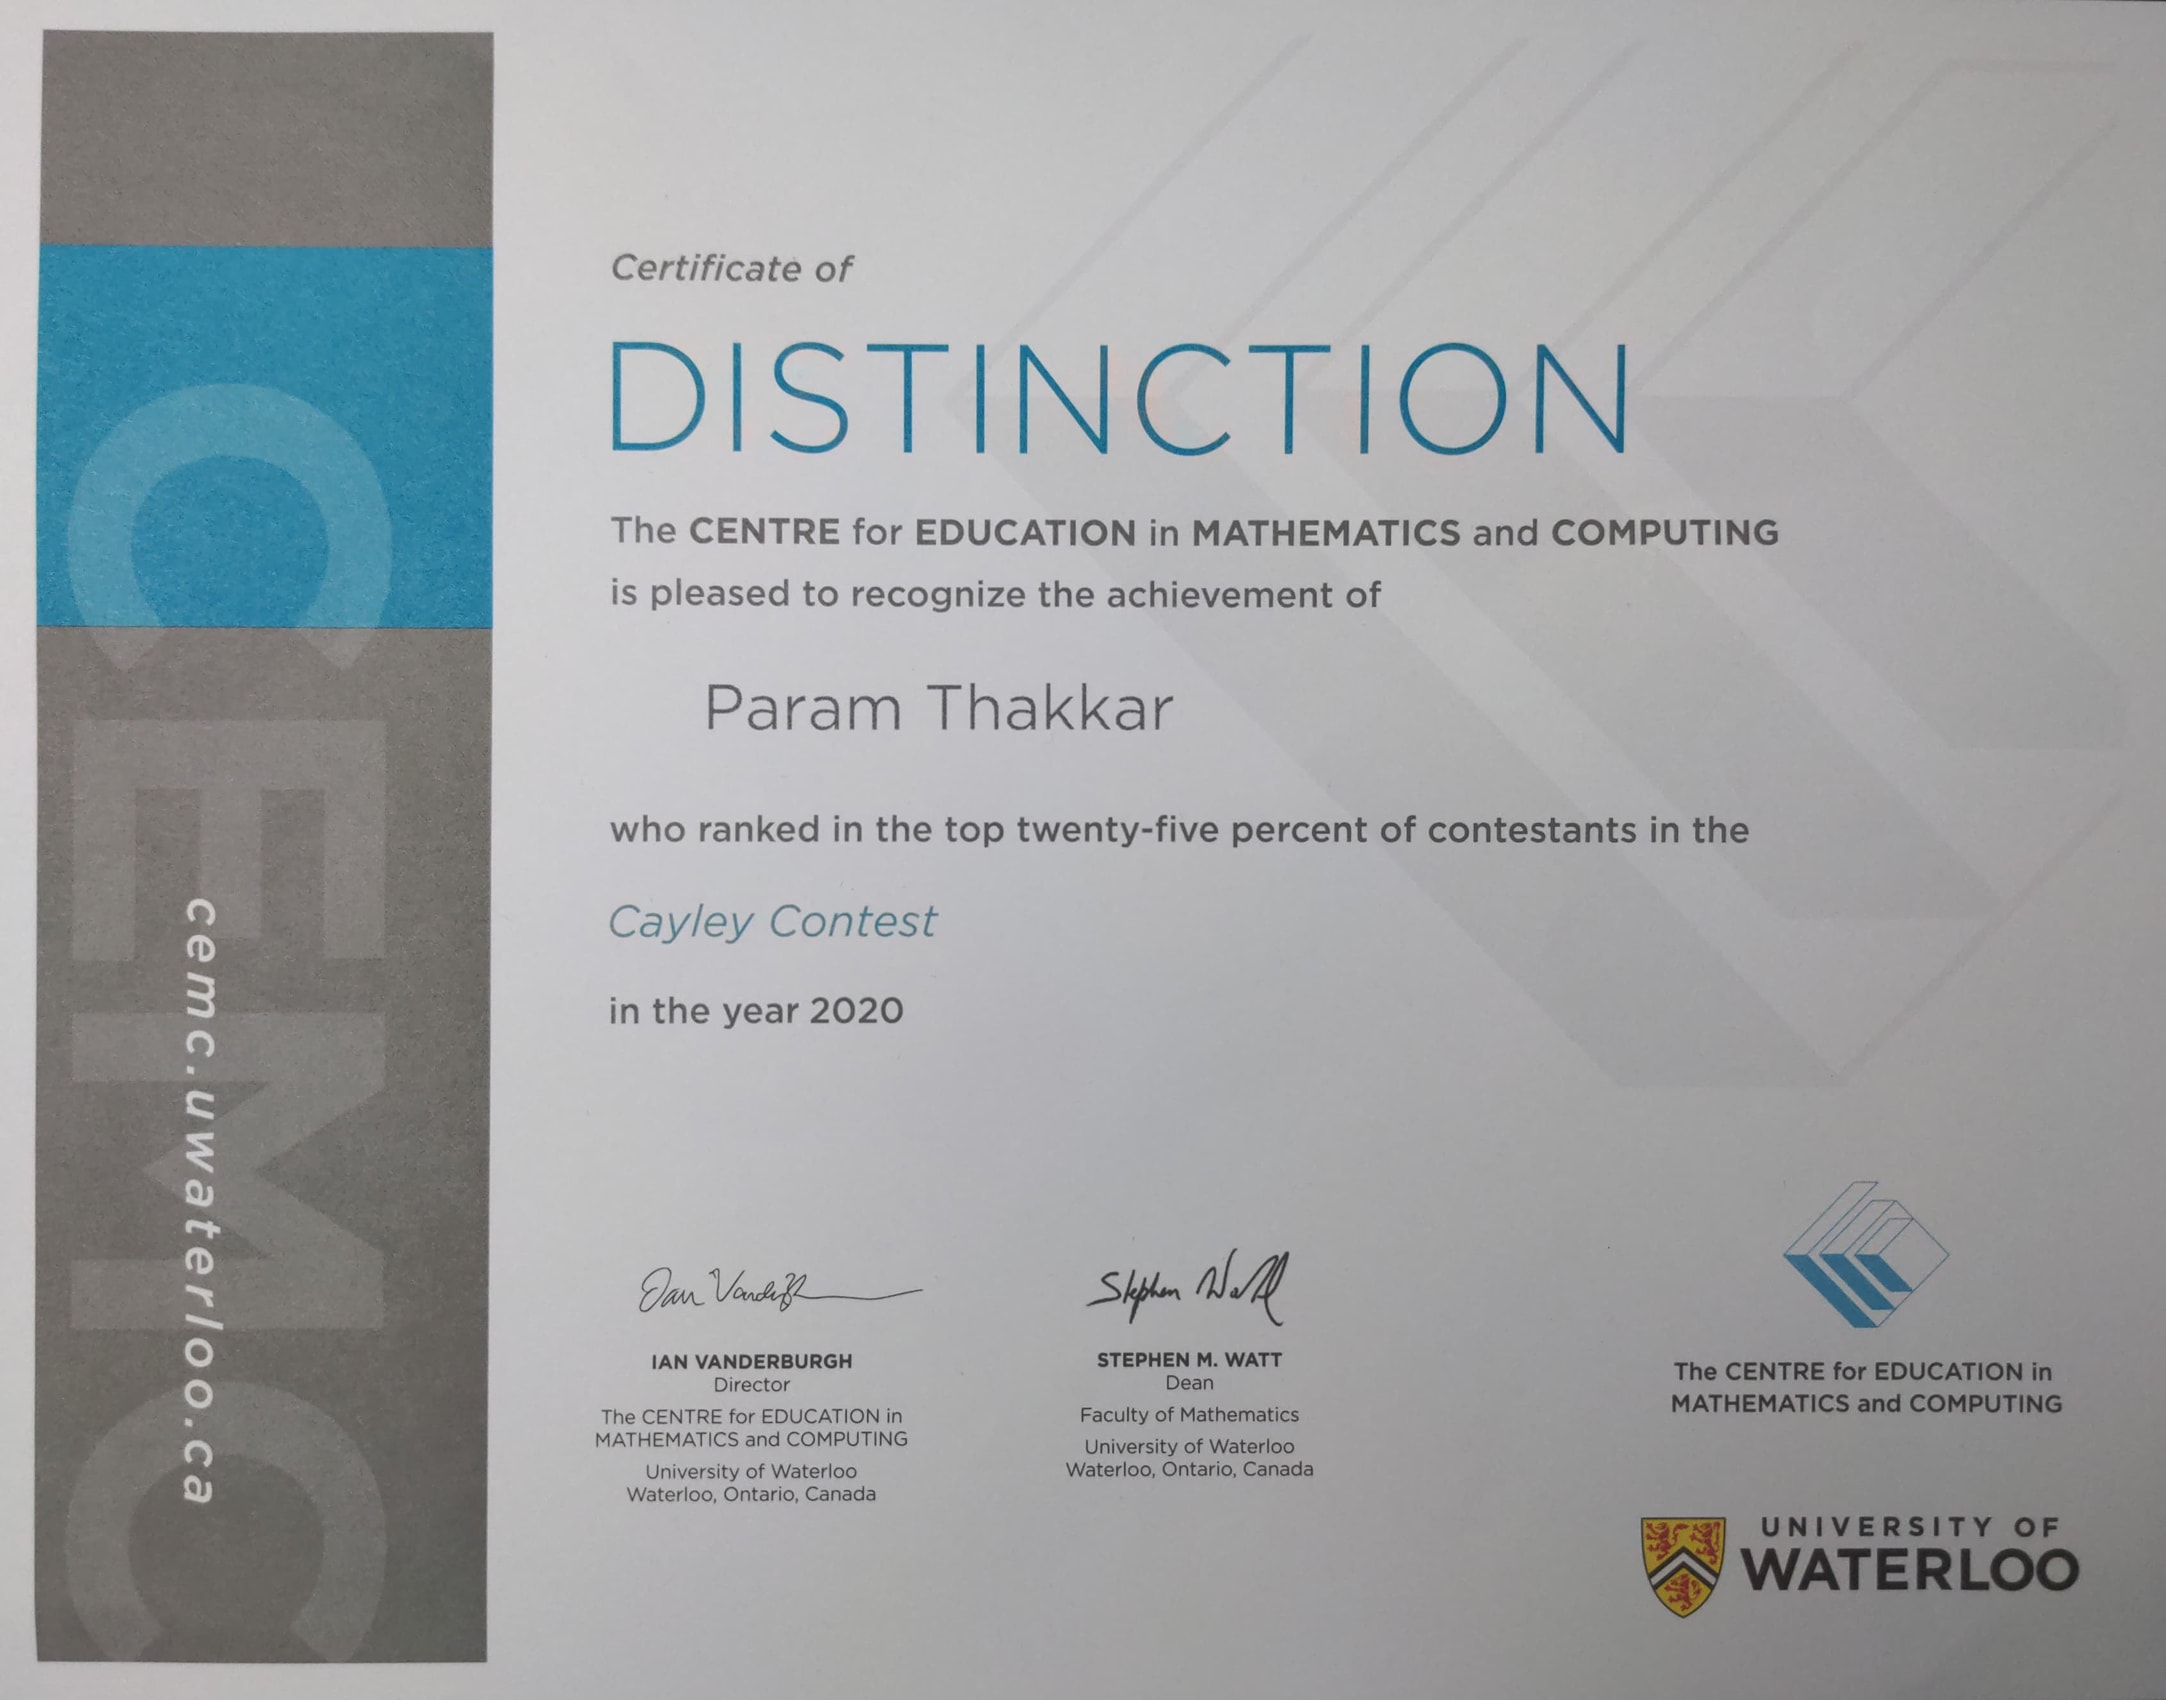 CEMC
cemc.uwaterloo.ca
Certificate of
DISTINCTION
The CENTRE for EDUCATION in MATHEMATICS and COMPUTING
is pleased to recognize the achievement of
Param Thakkar
who ranked in the top twenty-five percent of contestants in the
Cayley Contest
in the year 2020
Ian Vanderburgh
IAN VANDERBURGH
Director
The CENTRE for EDUCATION in
MATHEMATICS and COMPUTING
University of Waterloo
Waterloo, Ontario, Canada
Stephen Watt
STEPHEN M. WATT
Dean
Faculty of Mathematics
University of Waterloo
Waterloo, Ontario, Canada
The CENTRE for EDUCATION in
MATHEMATICS and COMPUTING
UNIVERSITY OF
WATERLOO